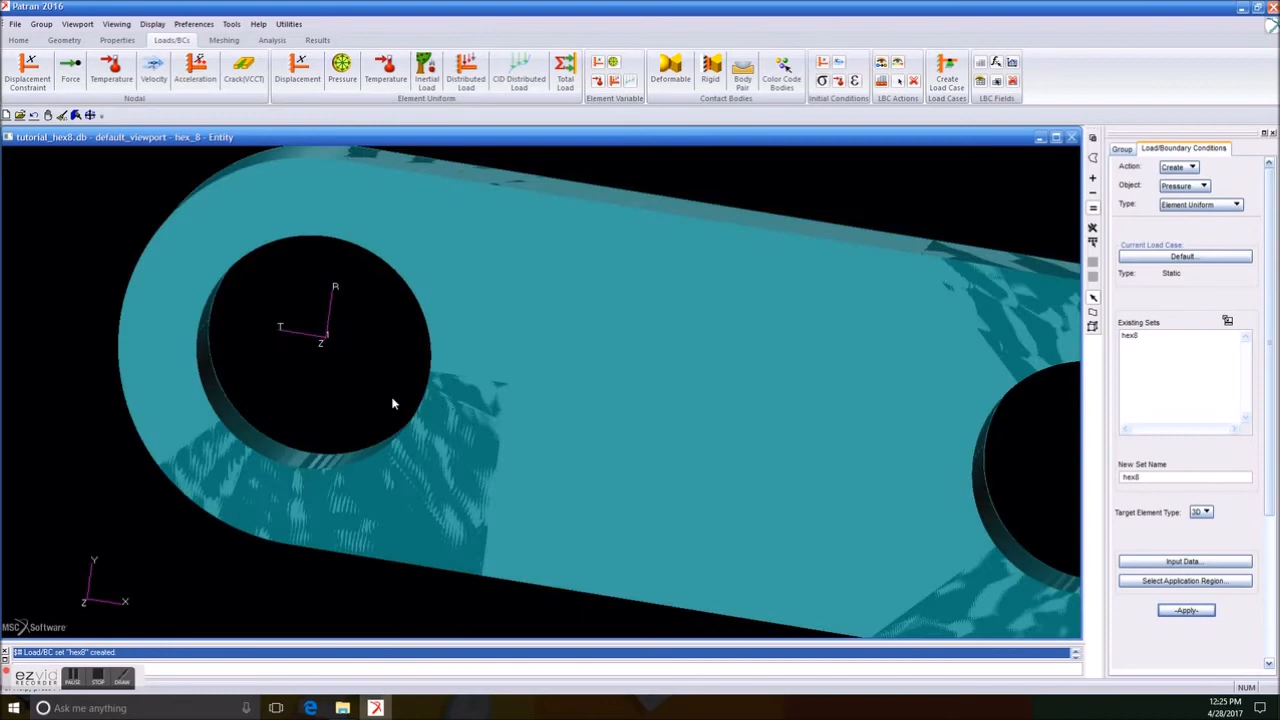 Patran 2016
File Group Viewport Viewing Display Preferences Tools Help Utilities
Home Geometry Properties Loads/BCs Meshing Analysis Results
Displacement Constraint Force Temperature Velocity Acceleration Crack(VCCT) Displacement Pressure Temperature Inertial Load Distributed Load CID Distributed Load Total Load Deformable Rigid Body Pair Color Code Bodies Create Load Case
Nodal Element Uniform Element Variable Contact Bodies Initial Conditions LBC Actions Load Cases LBC Fields
tutorial_hex8.db - default_viewport - hex_8 - Entity
Group Load/Boundary Conditions
Action: Create
Object: Pressure
Type: Element Uniform
Current Load Case:
Default...
Type: Static
Existing Sets
hex8
New Set Name
hex8
Target Element Type: 3D
Input Data...
Select Application Region...
-Apply-
R
T
1
Z
Y
Z X
MSC Software
$# Load/BC set "hex8" created.
ezvid
RECORDER
PAUSE STOP DRAW
NUM
Ask me anything
12:25 PM
4/28/2017